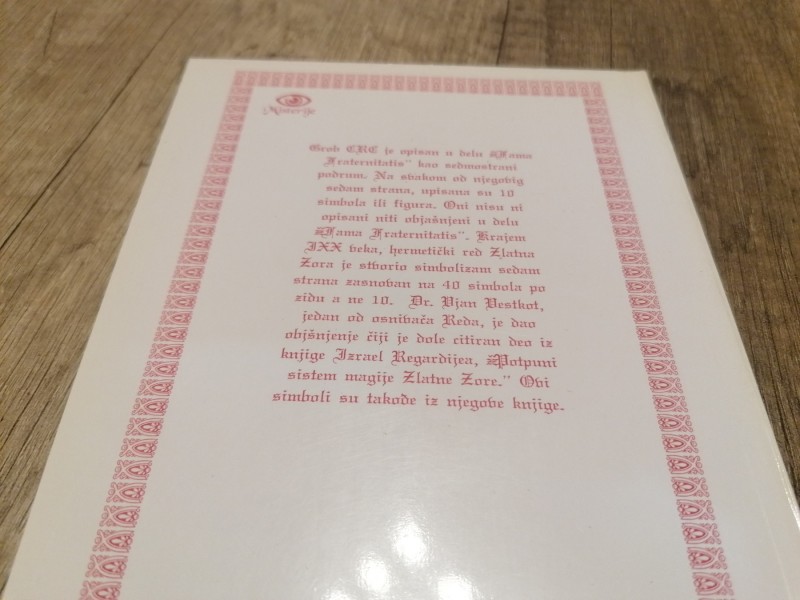 Misterije
Grob CRC je opisan u delu „Fama
Fraternitatis“ kao sedmostrani
podrum. Na svakom od njegovig
sedam strana, upisana su 10
simbola ili figura. Oni nisu ni
opisani niti objašnjeni u delu
„Fama Fraternitatis“. Krajem
IXX veka, hermetički red Zlatna
Zora je stvorio simbolizam sedam
strana zasnovan na 40 simbola po
zidu a ne 10. Dr. Vjan Vestkot,
jedan od osnivača Reda, je dao
objšnjenje čiji je dole citiran deo iz
knjige Izrael Regardijea, „Potpuni
sistem magije Zlatne Zore.” Ovi
simboli su takođe iz njegove knjige.